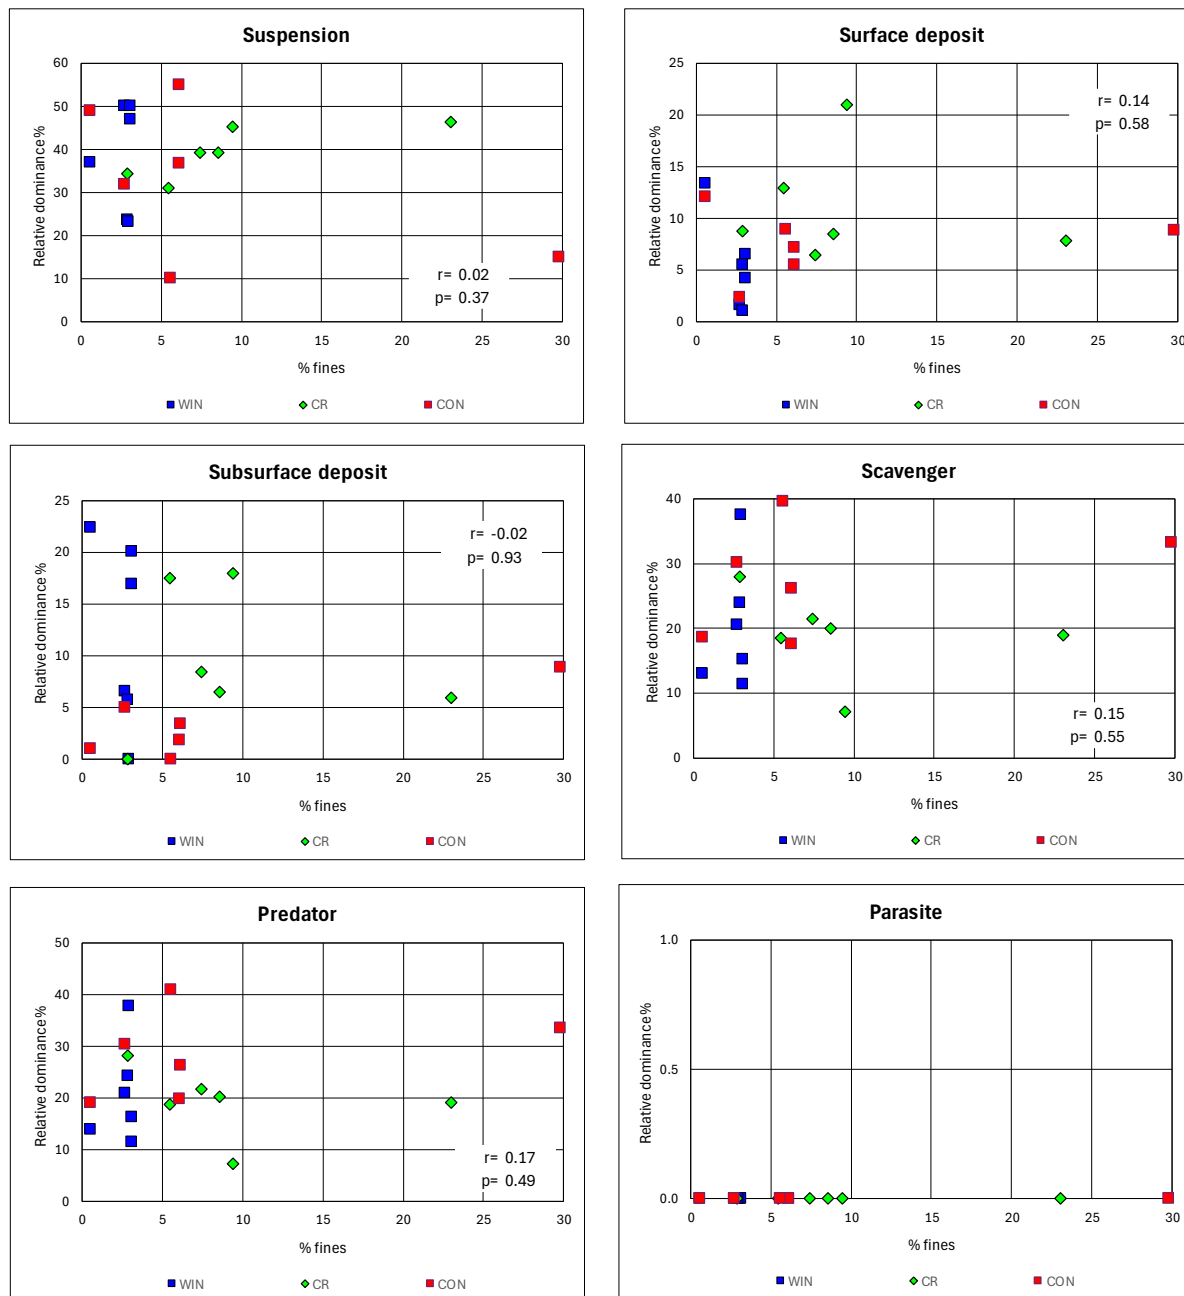 Suspension
60
50
40
30
20
10
0
Relative dominance%
r= 0.02
p= 0.37
0 5 10 15 20 25 30
% fines
WIN CR CON
Surface deposit
25
20
15
10
5
0
Relative dominance%
r= 0.14
p= 0.58
0 5 10 15 20 25 30
% fines
WIN CR CON
Subsurface deposit
25
20
15
10
5
0
Relative dominance%
r= -0.02
p= 0.93
0 5 10 15 20 25 30
% fines
WIN CR CON
Scavenger
40
30
20
10
0
Relative dominance%
r= 0.15
p= 0.55
0 5 10 15 20 25 30
% fines
WIN CR CON
Predator
50
40
30
20
10
0
Relative dominance%
r= 0.17
p= 0.49
0 5 10 15 20 25 30
% fines
WIN CR CON
Parasite
1.0
0.5
0.0
Relative dominance%
0 5 10 15 20 25 30
% fines
WIN CR CON